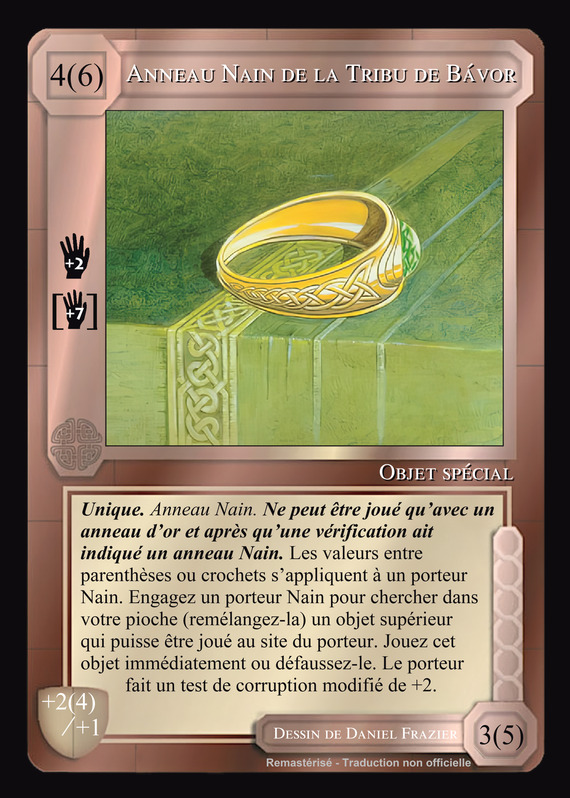 4(6)
Anneau Nain de la Tribu de Bávor
+2
[+7]
Objet spécial
Unique. Anneau Nain. Ne peut être joué qu’avec un
anneau d’or et après qu’une vérification ait
indiqué un anneau Nain. Les valeurs entre
parenthèses ou crochets s’appliquent à un porteur
Nain. Engagez un porteur Nain pour chercher dans
votre pioche (remélangez-la) un objet supérieur
qui puisse être joué au site du porteur. Jouez cet
objet immédiatement ou défaussez-le. Le porteur
fait un test de corruption modifié de +2.
+2(4)
/+1
Dessin de Daniel Frazier
3(5)
Remastérisé - Traduction non officielle